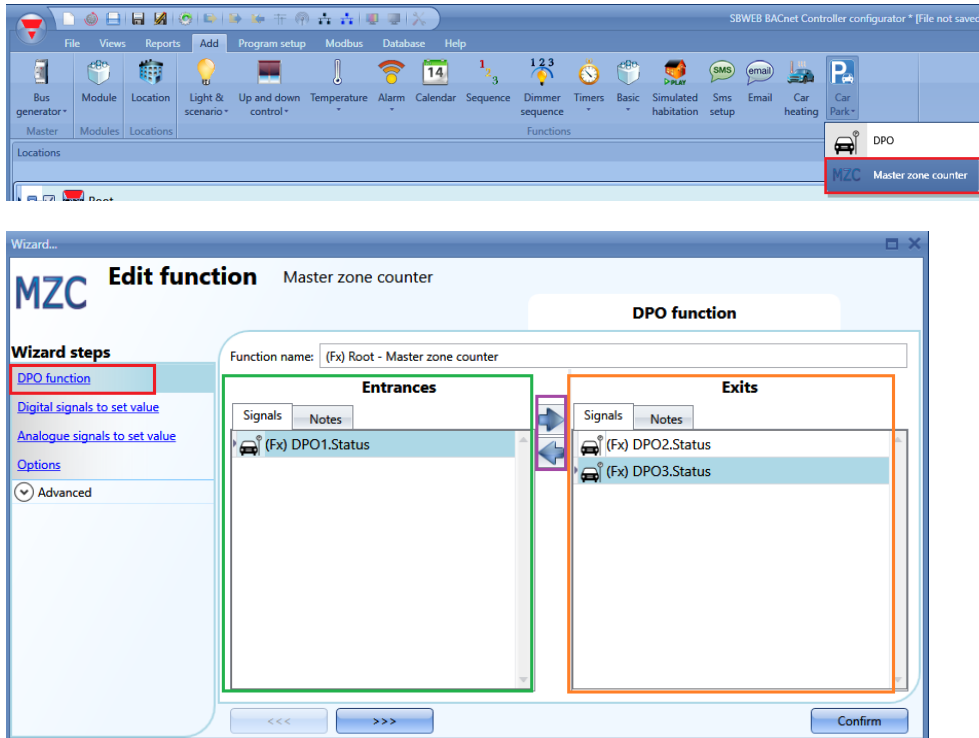 SBWEB BACnet Controller configurator * [File not saved
File Views Reports Add Program setup Modbus Database Help
Bus generator Module Location Light & scenario Up and down control Temperature Alarm Calendar Sequence Dimmer sequence Timers Basic Simulated habitation Sms setup Email Car heating Car Park
Master Modules Locations Functions
DPO
Locations
MZC Master zone counter
Root
Wizard...
MZC Edit function Master zone counter
DPO function
Wizard steps
DPO function
Digital signals to set value
Analogue signals to set value
Options
Advanced
Function name: (Fx) Root - Master zone counter
Entrances
Signals Notes
(Fx) DPO1.Status
Exits
Signals Notes
(Fx) DPO2.Status
(Fx) DPO3.Status
<<< >>> Confirm